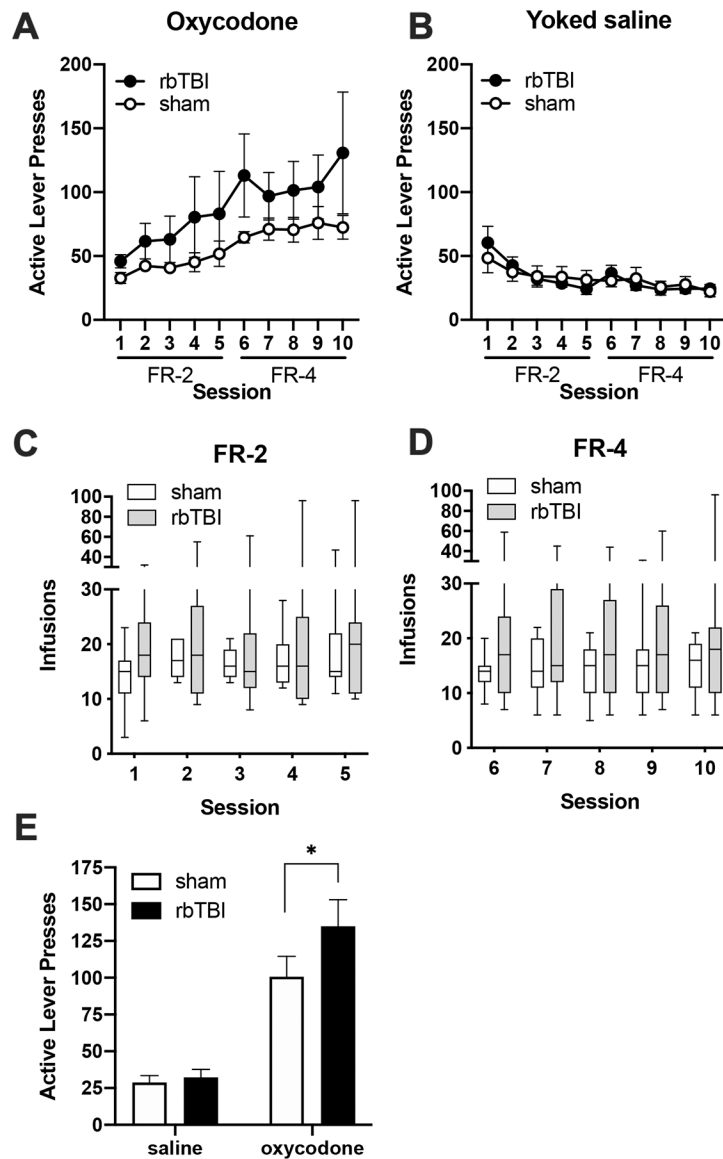 A
Oxycodone
200
150
100
50
0
Active Lever Presses
rbTBI
sham
1 2 3 4 5 6 7 8 9 10
FR-2 FR-4
Session
B
Yoked saline
200
150
100
50
0
Active Lever Presses
rbTBI
sham
1 2 3 4 5 6 7 8 9 10
FR-2 FR-4
Session
C
FR-2
100
80
60
40
30
20
10
0
Infusions
sham
rbTBI
1 2 3 4 5
Session
D
FR-4
100
80
60
40
30
20
10
0
Infusions
sham
rbTBI
6 7 8 9 10
Session
E
175
150
125
100
75
50
25
0
Active Lever Presses
sham
rbTBI
*
saline oxycodone